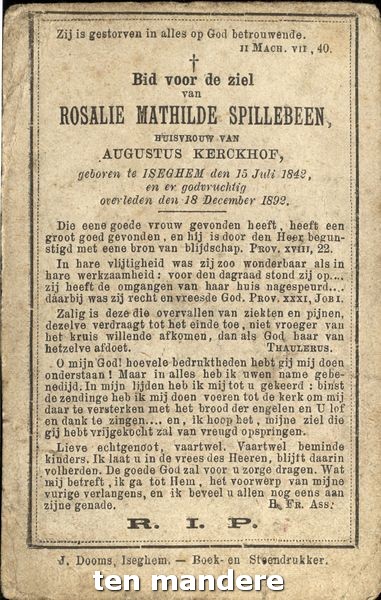 Zij is gestorven in alles op God betrouwende.
II MACH. VII, 40.
†
Bid voor de ziel
van
ROSALIE MATHILDE SPILLEBEEN,
HUISVROUW VAN
AUGUSTUS KERCKHOF,
geboren te ISEGHEM den 15 Juli 1842,
en er godvruchtig
overleden den 18 December 1892.
Die eene goede vrouw gevonden heeft, heeft een
groot goed gevonden, en hij is door den Heer begun-
stigd met eene bron van blijdschap. PROV. XVIII, 22.
In hare vlijtigheid was zij zoo wonderbaar als in
hare werkzaamheid : voor den dagraad stond zij op....
zij heeft de omgangen van haar huis nagespeurd....
daarbij was zij recht en vreesde God. PROV. XXXI, JOB I.
Zalig is deze die overvallen van ziekten en pijnen,
dezelve verdraagt tot het einde toe, niet vroeger van
het kruis willende afkomen, dan als God haar van
hetzelve afdoet. THAULERUS.
O mijn God! hoevele bedruktheden hebt gij mij doen
onderstaan ! Maar in alles heb ik uwen name gebe-
nedijd. In mijn lijden heb ik mij tot u gekeerd : binst
de zendinge heb ik mij doen voeren tot de kerk om mij
daar te versterken met het brood der engelen en U lof
en dank te zingen.... en, ik hoop het, mijne ziel die
gij hebt vrijgekocht zal van vreugd opspringen.
Lieve echtgenoot, vaartwel. Vaartwel beminde
kinders. Ik laat u in de vrees des Heeren, blijft daarin
volherden. De goede God zal voor u zorge dragen. Wat
mij betreft, ik ga tot Hem, het voorwerp van mijne
vurige verlangens, en ik beveel u allen nog eens aan
zijne genade. H. FR. ASS.
R. I. P.
J. Dooms, Iseghem. — Boek- en Steendrukker.
ten mandere